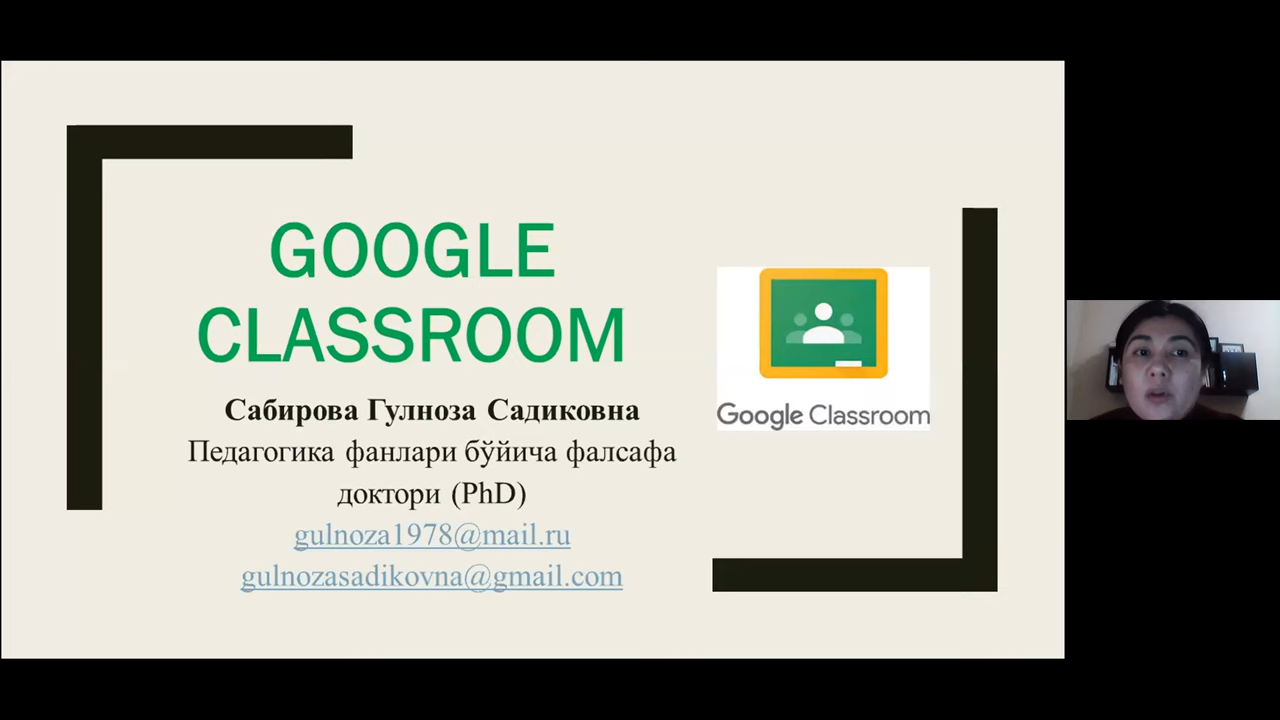 GOOGLE
CLASSROOM
Сабирова Гулноза Садиковна
Педагогика фанлари бўйича фалсафа
доктори (PhD)
gulnoza1978@mail.ru
gulnozasadikovna@gmail.com
Google Classroom